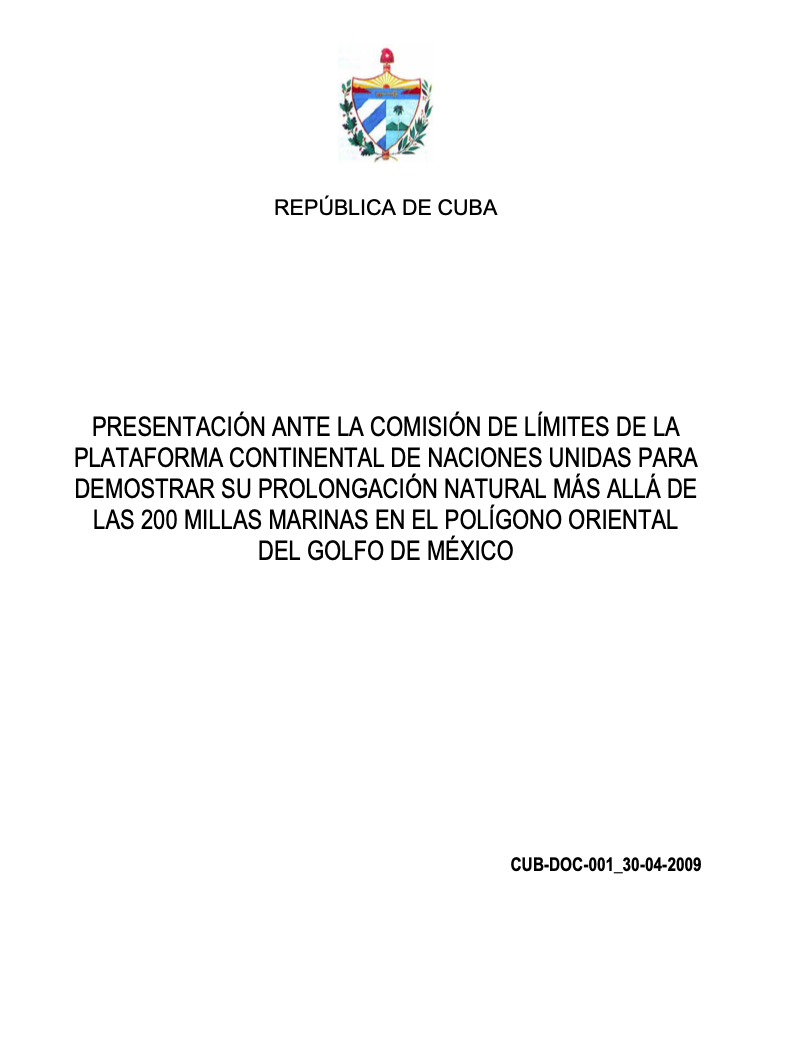 REPÚBLICA DE CUBA
PRESENTACIÓN ANTE LA COMISIÓN DE LÍMITES DE LA
PLATAFORMA CONTINENTAL DE NACIONES UNIDAS PARA
DEMOSTRAR SU PROLONGACIÓN NATURAL MÁS ALLÁ DE
LAS 200 MILLAS MARINAS EN EL POLÍGONO ORIENTAL
DEL GOLFO DE MÉXICO
CUB-DOC-001_30-04-2009